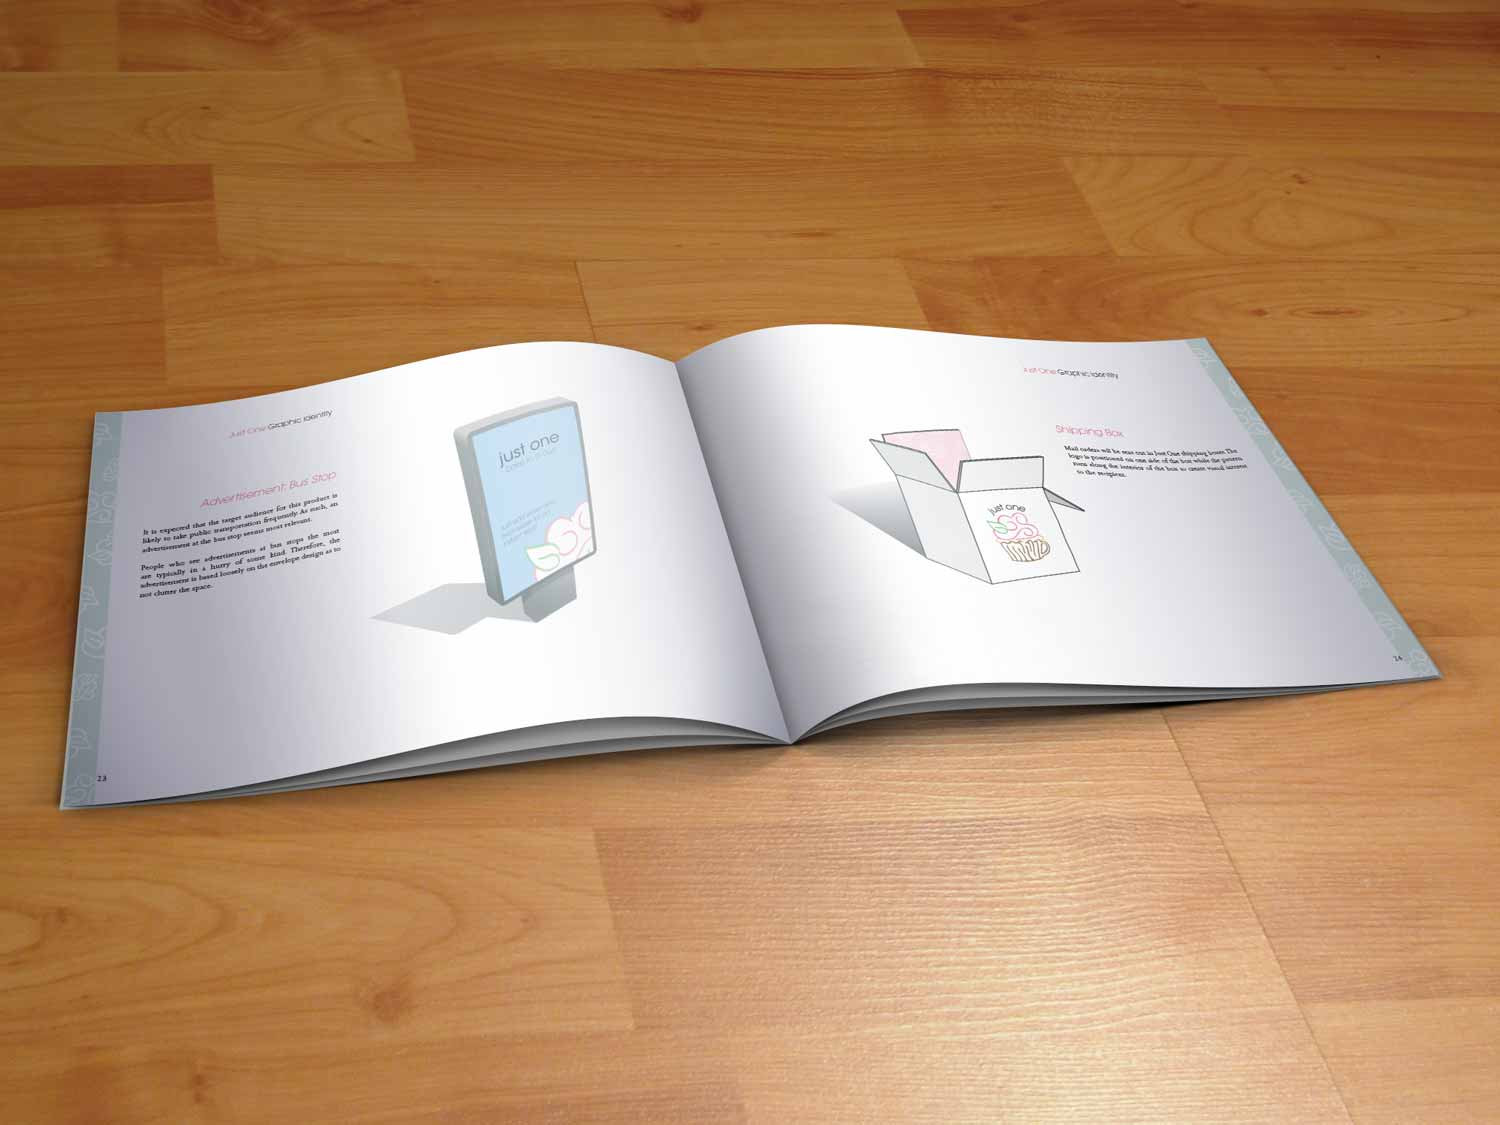 Just One Graphic Identity
Advertisement: Bus Stop
It is expected that the target audience for this product is
likely to take public transportation frequently. As such, an
advertisement at the bus stop seems most relevant.
People who see advertisements at bus stops the most
are typically in a hurry of some kind. Therefore, the
advertisement is based loosely on the envelope design as to
not clutter the space.
just one
23
Just One Graphic Identity
Shipping Box
Mail orders will be sent out in Just One shipping boxes. The
logo is positioned on one side of the box while the pattern
runs along the interior of the box to create visual interest
to the recipient.
just one